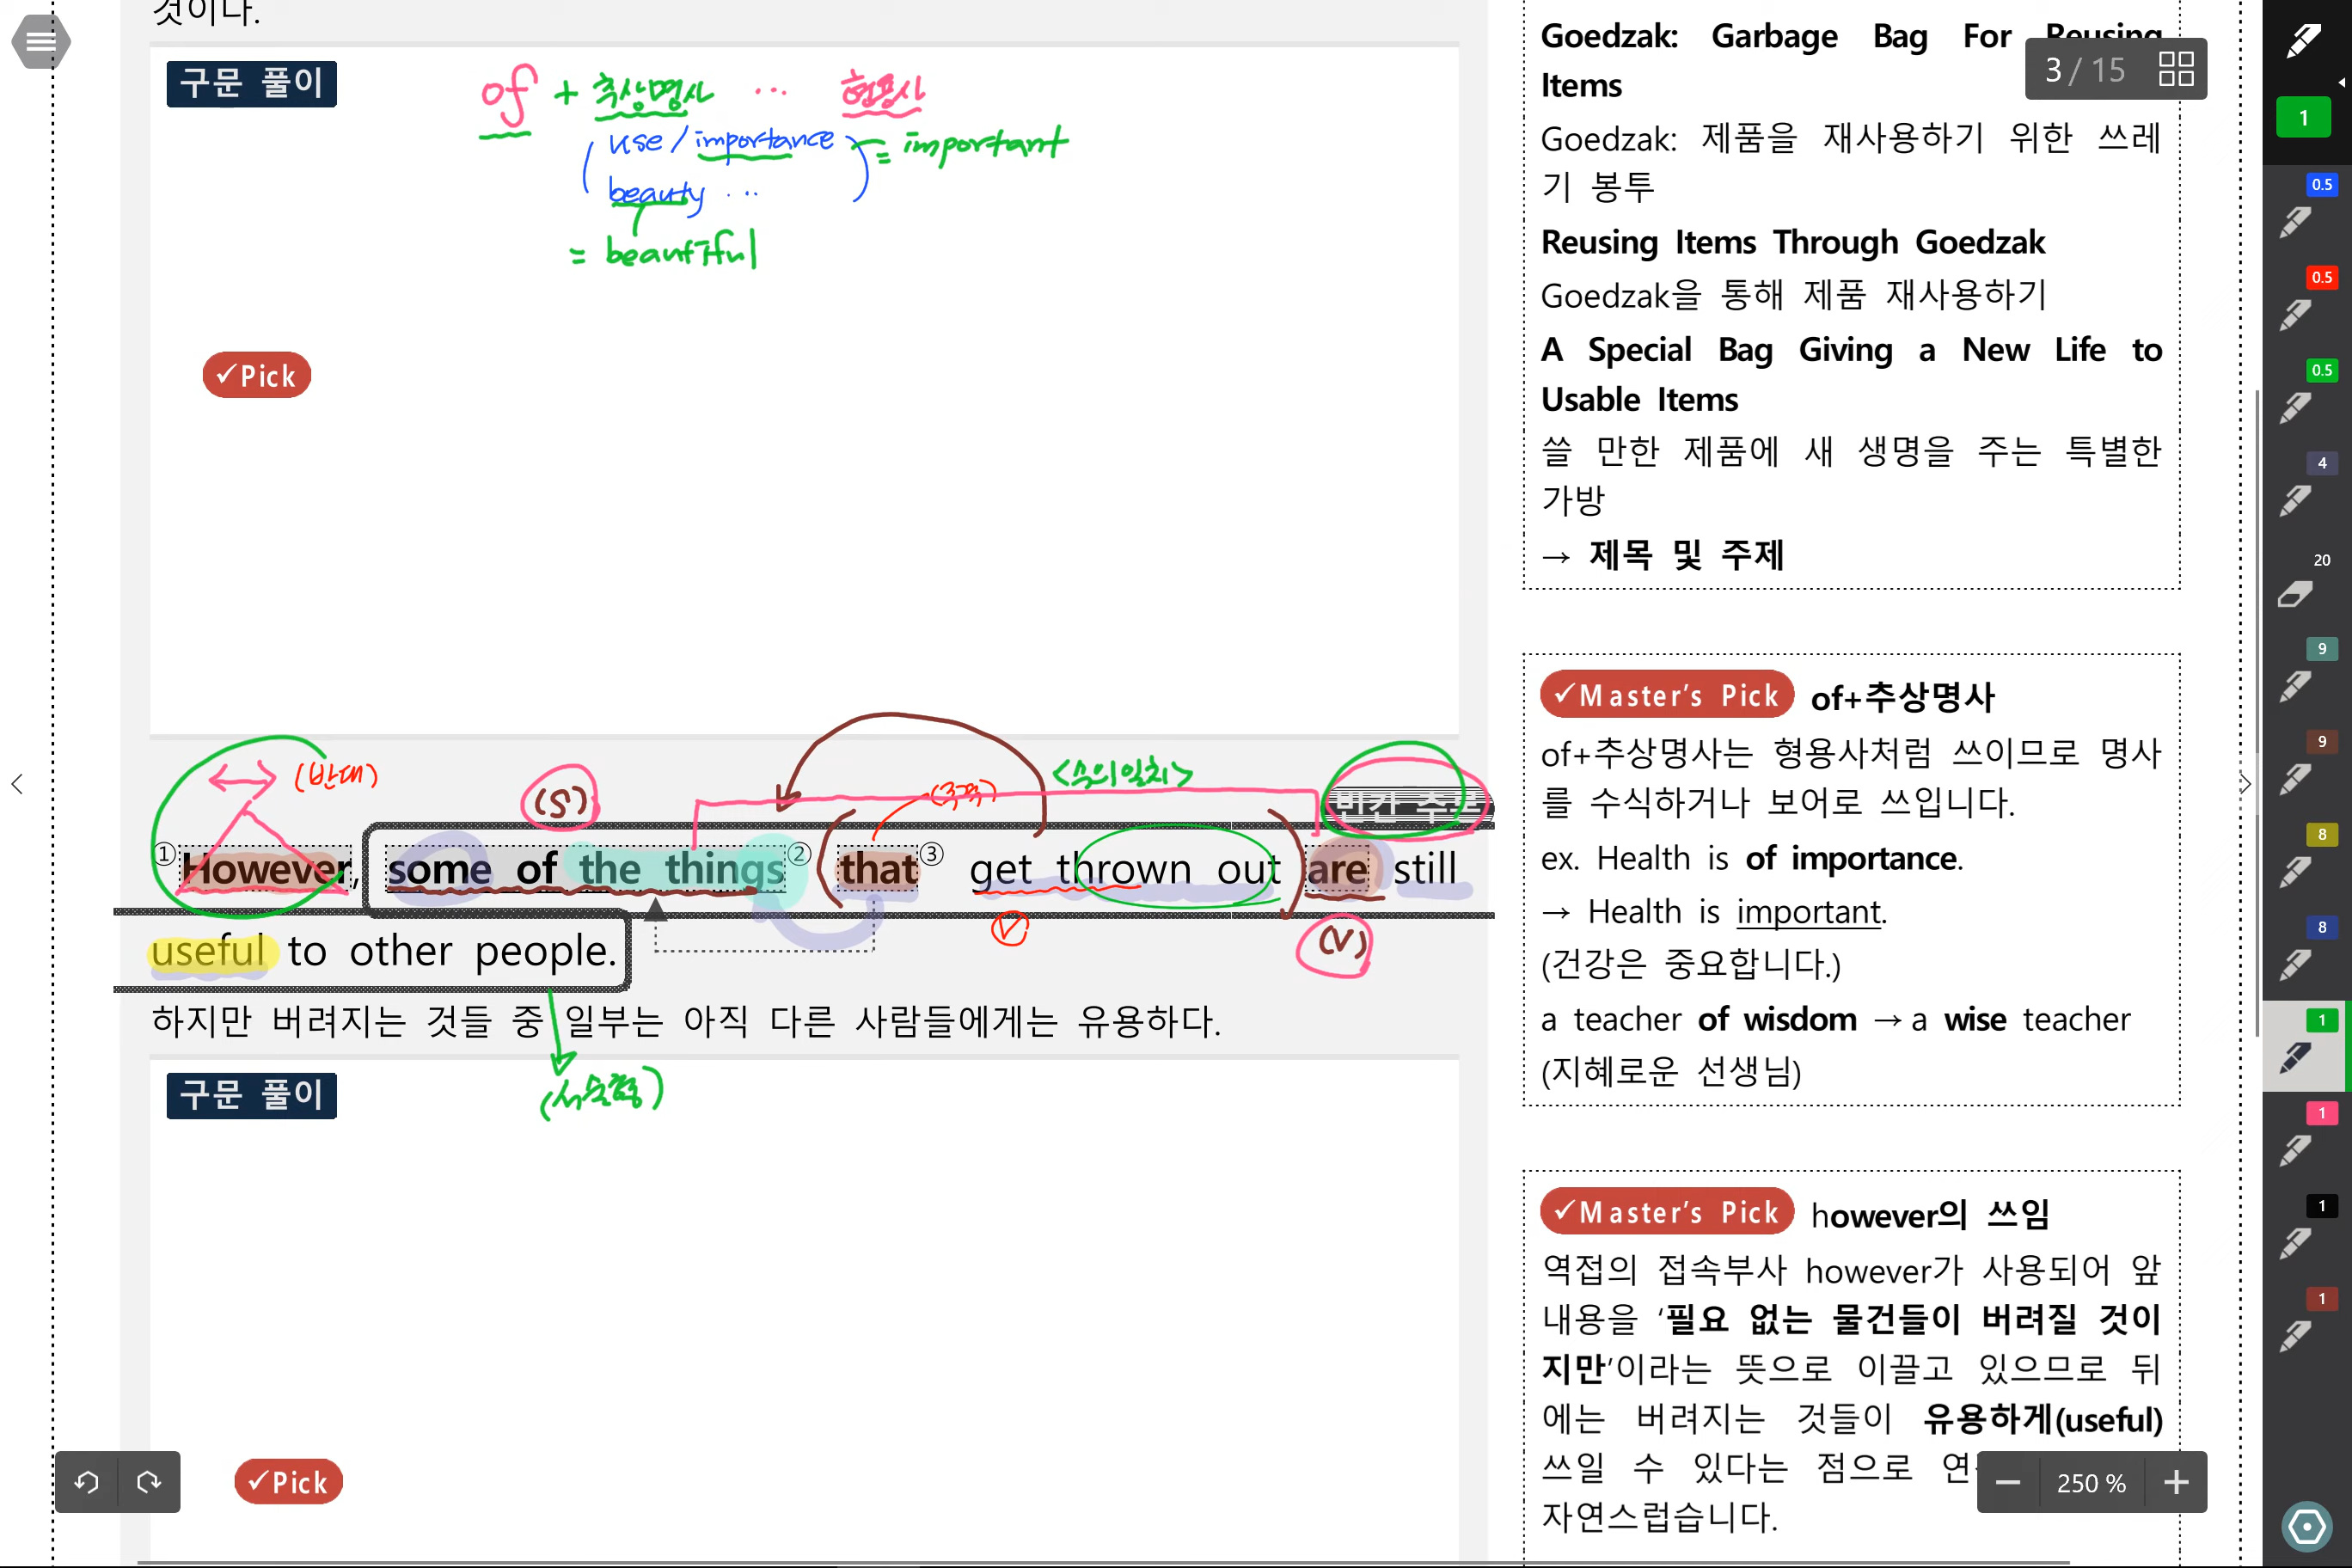 것이다.
구문 풀이
of + 추상명사 ... 형용사
( use / importance ) = important
beauty ...
= beautiful
✓Pick
(반대)
(S)
(주격)
<수의일치>
빈칸 추론
①However, some of the things② that③ get thrown out are still
(V)
useful to other people.
하지만 버려지는 것들 중 일부는 아직 다른 사람들에게는 유용하다.
(서술형)
구문 풀이
✓Pick
Goedzak: Garbage Bag For Reusing
Items
Goedzak: 제품을 재사용하기 위한 쓰레
기 봉투
Reusing Items Through Goedzak
Goedzak을 통해 제품 재사용하기
A Special Bag Giving a New Life to
Usable Items
쓸 만한 제품에 새 생명을 주는 특별한
가방
→ 제목 및 주제
✓Master's Pick of+추상명사
of+추상명사는 형용사처럼 쓰이므로 명사
를 수식하거나 보어로 쓰입니다.
ex. Health is of importance.
→ Health is important.
(건강은 중요합니다.)
a teacher of wisdom → a wise teacher
(지혜로운 선생님)
✓Master's Pick however의 쓰임
역접의 접속부사 however가 사용되어 앞
내용을 ‘필요 없는 물건들이 버려질 것이
지만’이라는 뜻으로 이끌고 있으므로 뒤
에는 버려지는 것들이 유용하게(useful)
쓰일 수 있다는 점으로
자연스럽습니다.
3 / 15
250 %
1
0.5
0.5
0.5
4
20
9
9
8
8
1
1
1
1